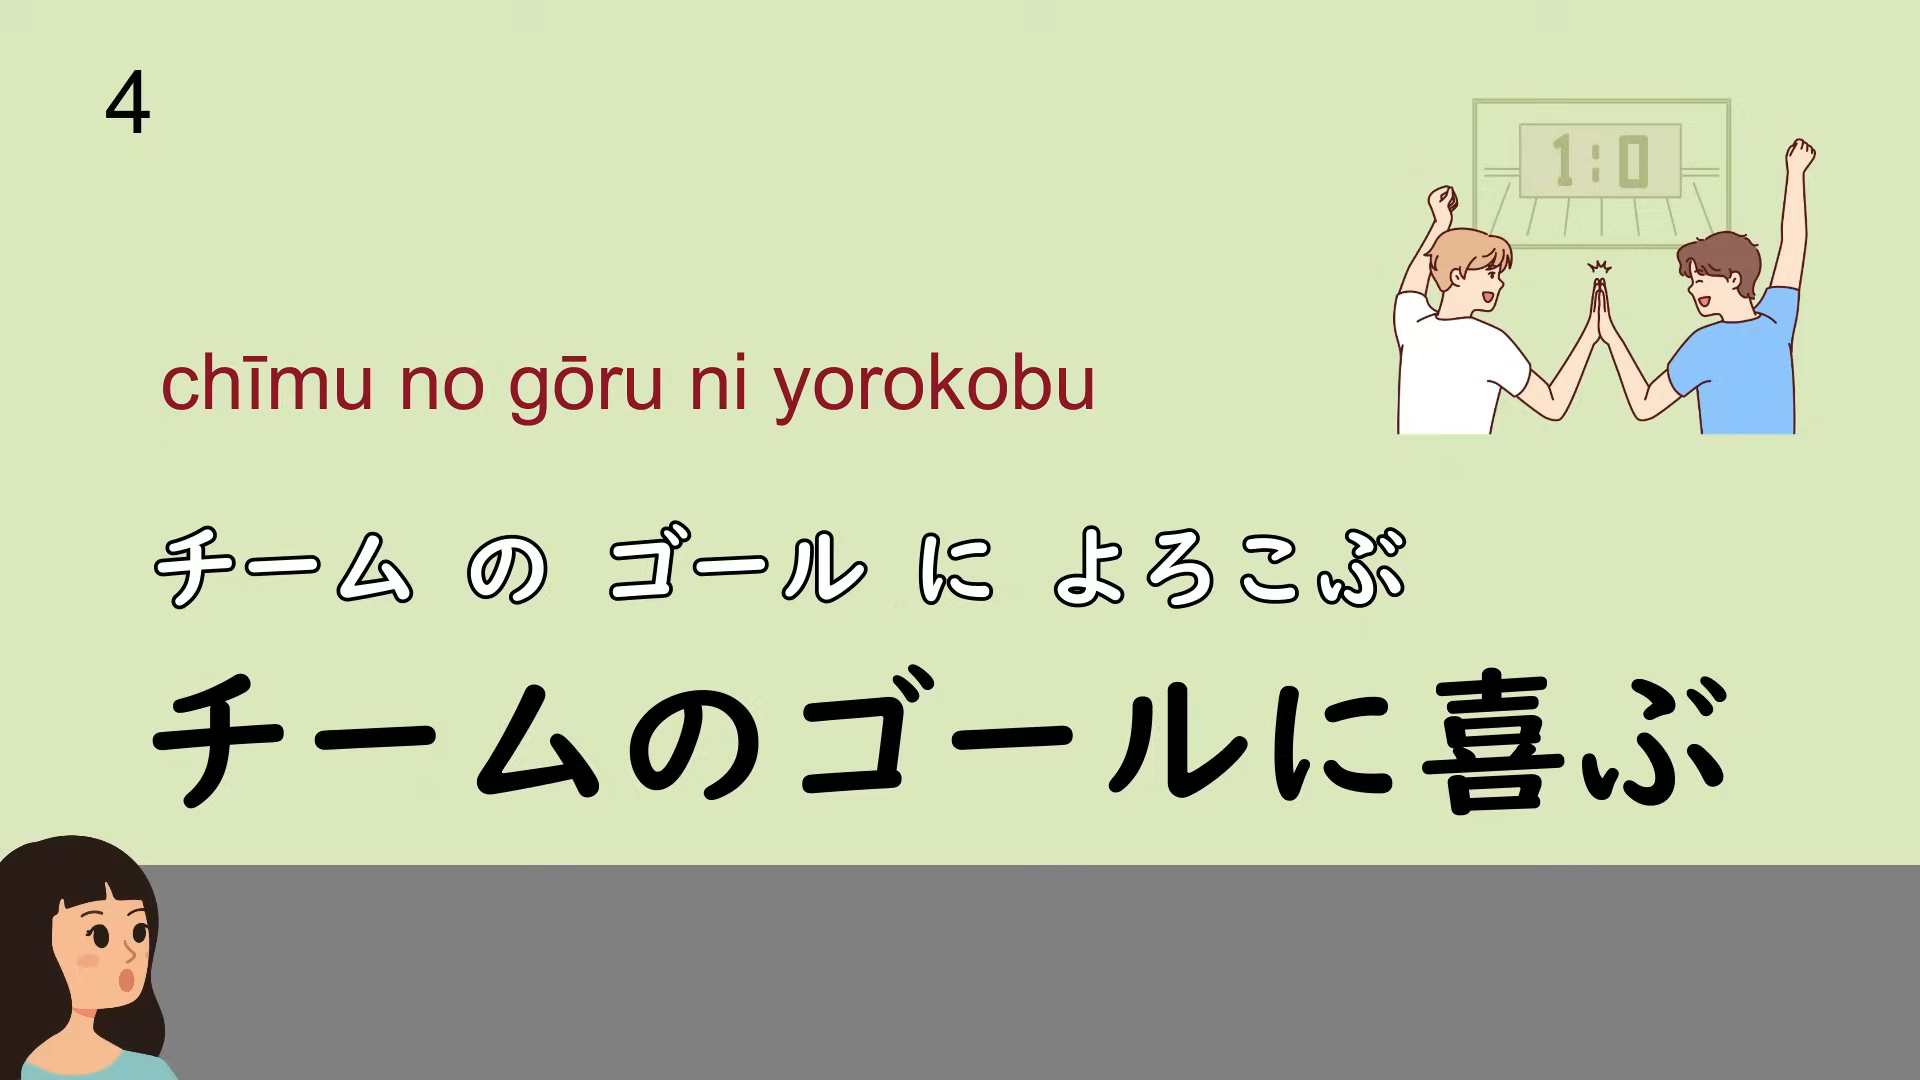 4
1:0
chīmu no gōru ni yorokobu
チーム の ゴール に よろこぶ
チームのゴールに喜ぶ